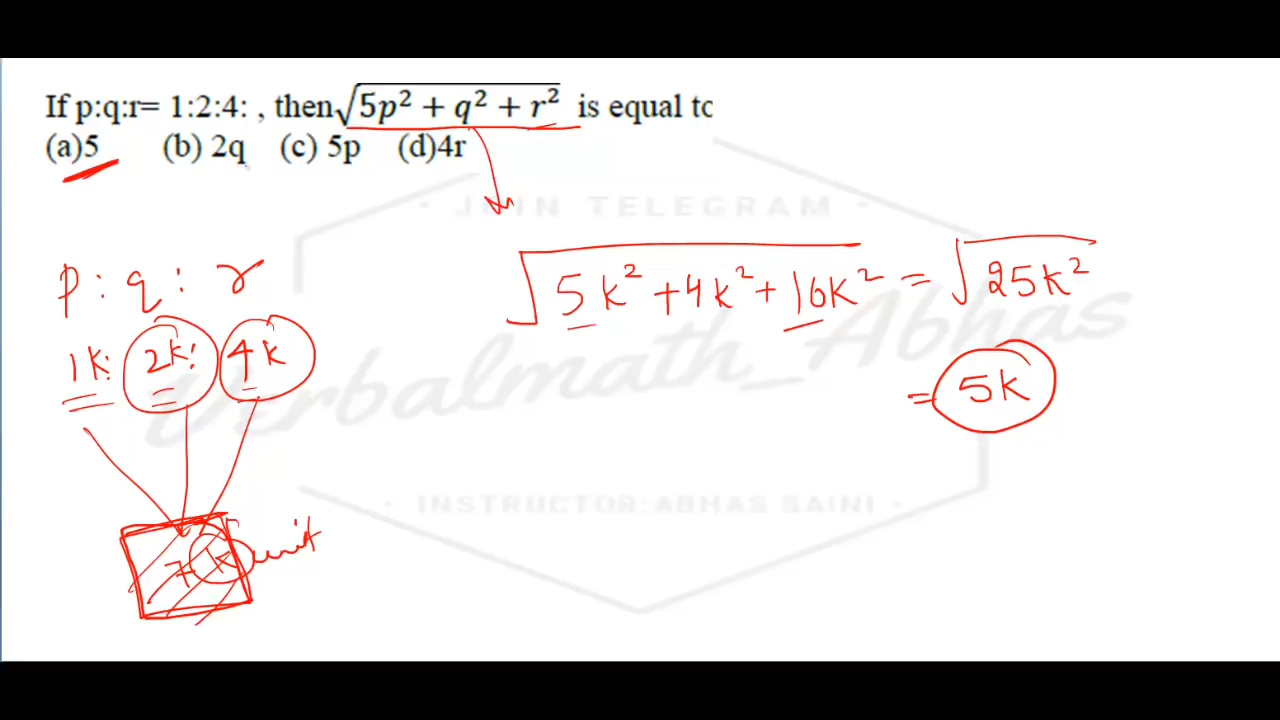 If p:q:r= 1:2:4: , then √5p² + q² + r² is equal to
(a)5 (b) 2q (c) 5p (d)4r
· JOIN TELEGRAM ·
p : q : r
√5k² + 4k² + 16k² = √25k²
1k : 2k : 4k
Verbalmath_Abhas
= 5k
· INSTRUCTOR:ABHAS SAINI ·
7k unit